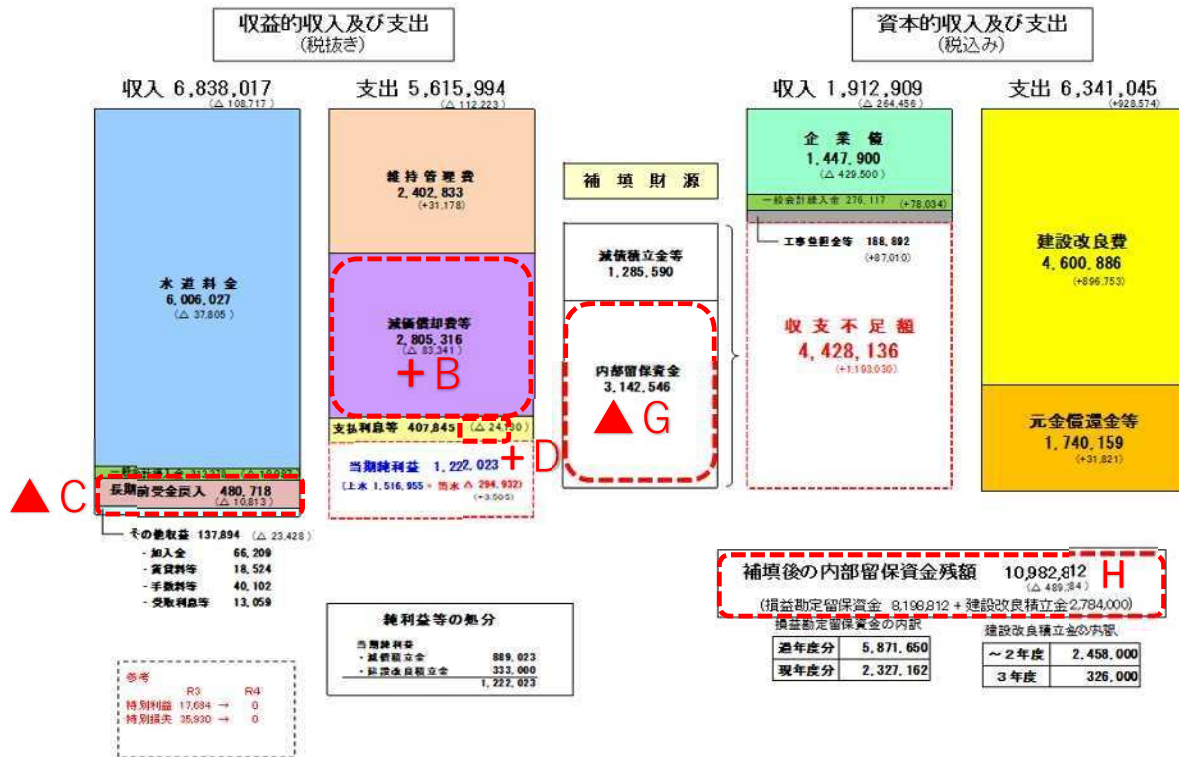 収益的収入及び支出
(税抜き)
資本的収入及び支出
(税込み)
収入 6,838,017
(△ 108,717)
支出 5,615,994
(△ 112,223)
収入 1,912,909
(△ 264,456)
支出 6,341,045
(+928,574)
水道料金
6,006,027
(△ 37,805)
長期前受金戻入 480,718
(△ 10,813)
▲ C
その他収益 137,894 (△ 23,428)
- 加入金 66,209
- 賃貸料等 18,524
- 手数料等 40,102
- 受取利息等 13,059
維持管理費
2,402,833
(+31,178)
減価償却費等
2,805,316
(△ 83,341)
+B
支払利息等 407,845
+D
当期純利益 1,222,023
(上水 1,516,955 ・ 簡水 △ 294,932)
(+3,505)
補填財源
減債積立金等
1,285,590
内部留保資金
3,142,546
▲ G
企業債
1,447,900
(△ 429,500)
一般会計繰入金 276,117 (+78,034)
工事負担金等 188,892
(+87,010)
収支不足額
4,428,136
(+1,193,030)
建設改良費
4,600,886
(+896,753)
元金償還金等
1,740,159
(+31,821)
補填後の内部留保資金残額 10,982,812 H
(損益勘定留保資金 8,198,812 + 建設改良積立金 2,784,000)
損益勘定留保資金の内訳
過年度分 5,871,650
現年度分 2,327,162
建設改良積立金の内訳
～2年度 2,458,000
3年度 326,000
純利益等の処分
当期純利益
・減債積立金 889,023
・建設改良積立金 333,000
1,222,023
参考
R3 R4
特別利益 17,684 → 0
特別損失 35,930 → 0